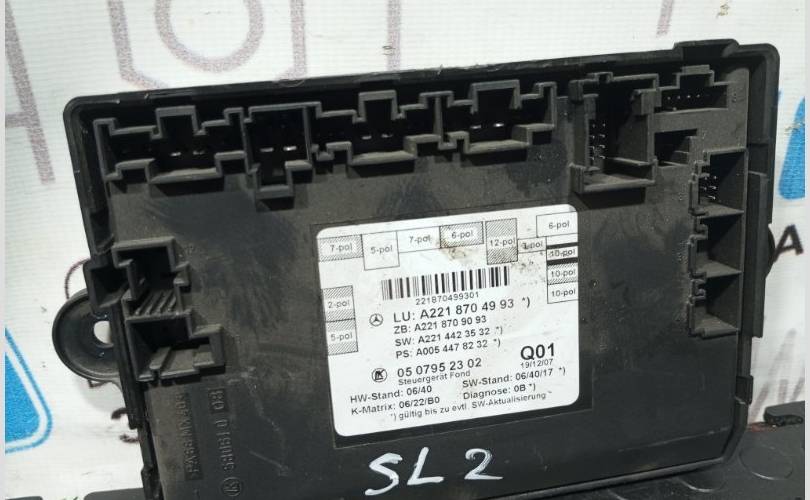 7-pol 5-pol 7-pol 6-pol 12-pol 6-pol
10-pol
10-pol
10-pol
2-pol
5-pol
221870499301
LU: A221 870 49 93 *)
ZB: A221 870 90 93
SW: A221 442 35 32 *)
PS: A005 447 82 32 *)
05 0795 23 02
Steuergerät Fond
Q01
19/12/07
HW-Stand: 06/40
SW-Stand: 06/40/17 *)
K-Matrix: 06/22/B0
Diagnose: 0B *)
*) gültig bis zu evtl. SW-Aktualisierung
SL 2